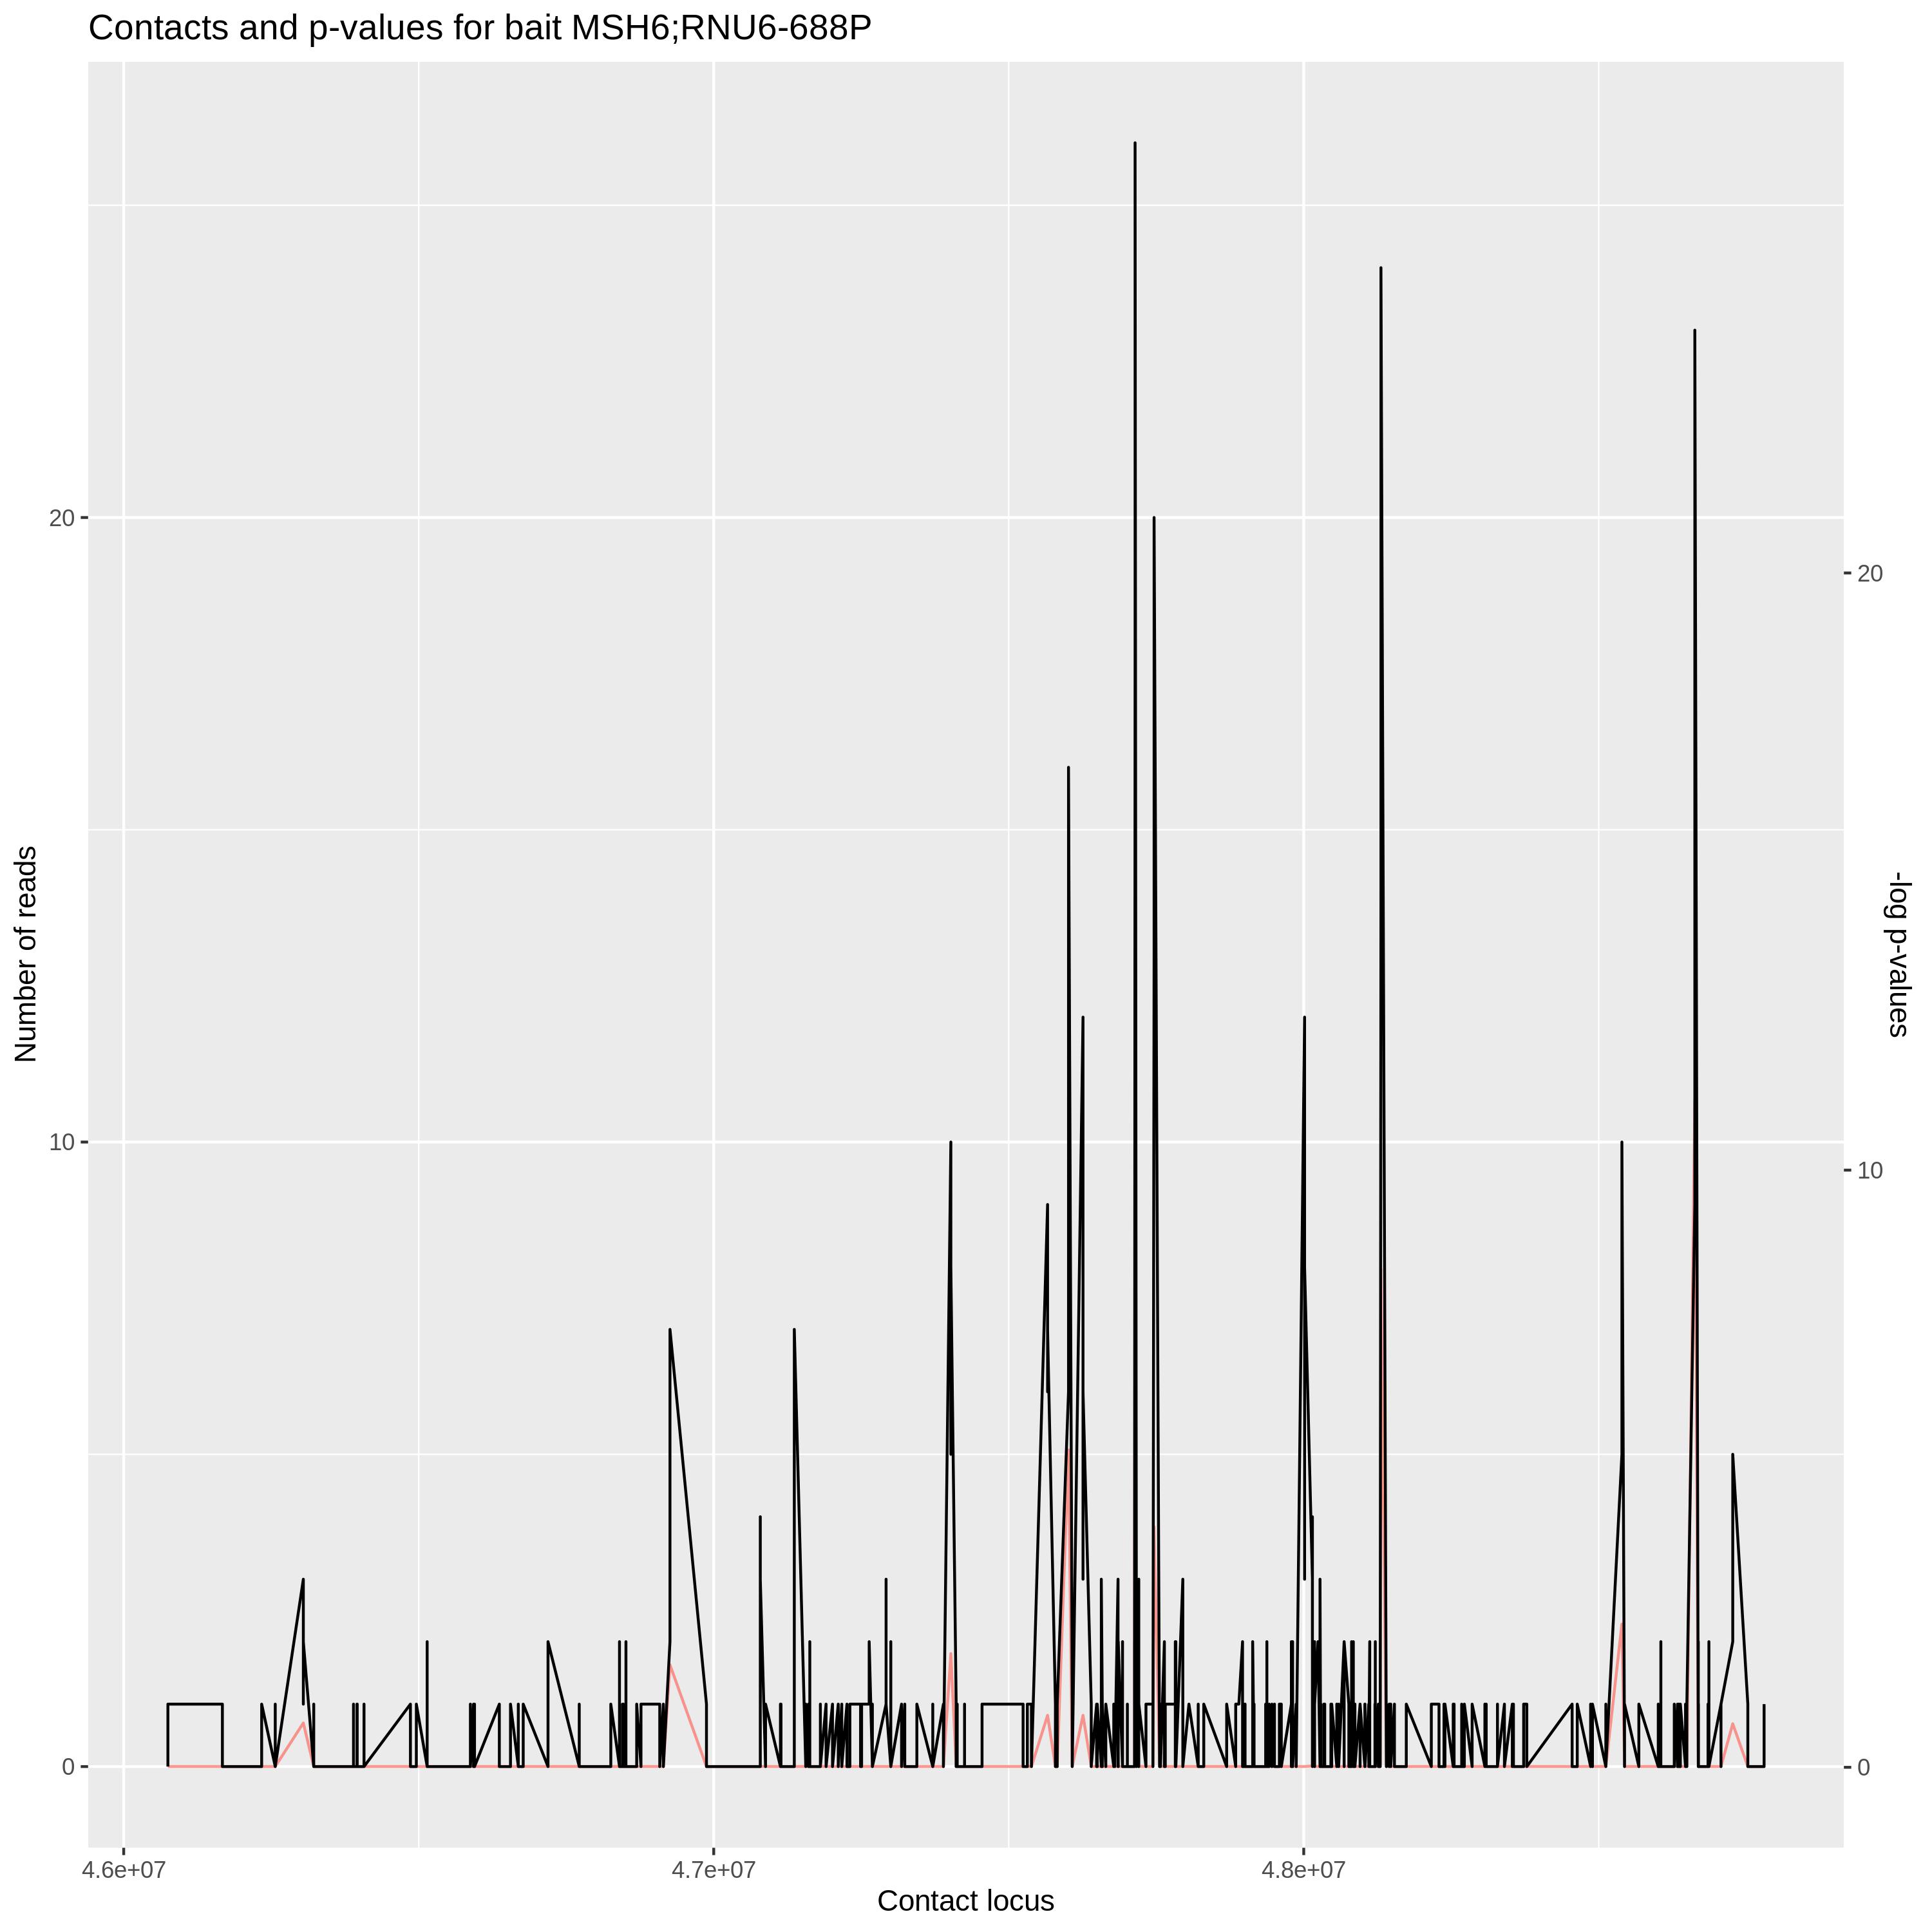 Contacts and p-values for bait MSH6;RNU6-688P
Number of reads
20
10
0
20
10
0
-log p-values
4.6e+07
4.7e+07
4.8e+07
Contact locus